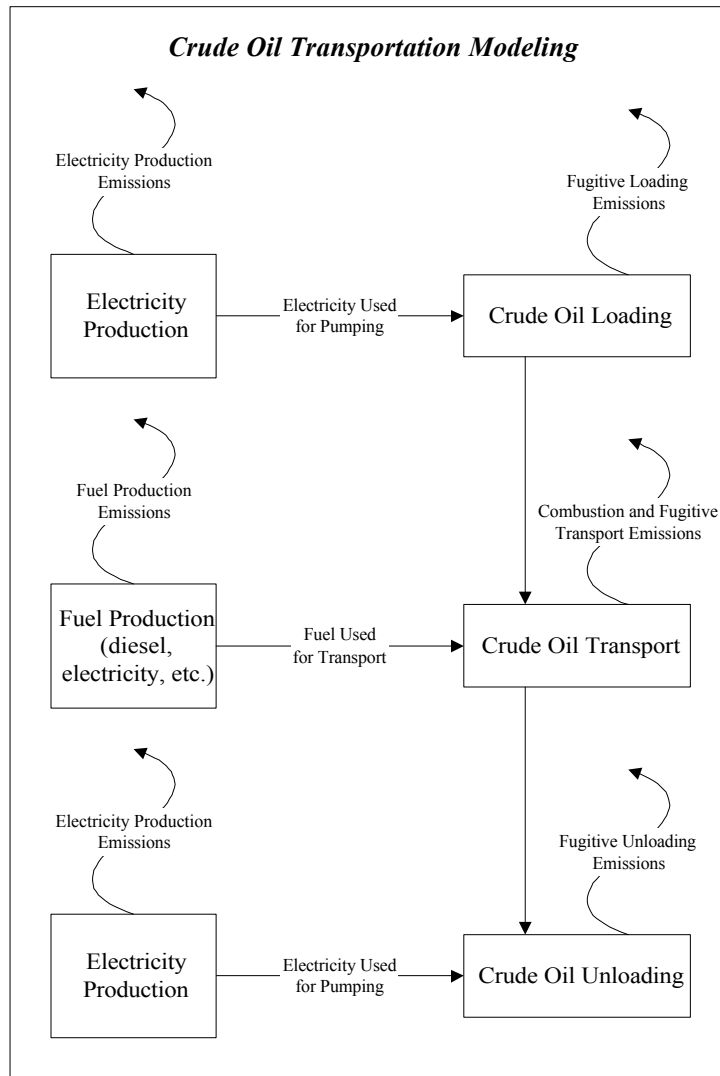 Crude Oil Transportation Modeling
Electricity Production
Emissions
Fugitive Loading
Emissions
Electricity
Production
Electricity Used
for Pumping
Crude Oil Loading
Fuel Production
Emissions
Combustion and Fugitive
Transport Emissions
Fuel Production
(diesel,
electricity, etc.)
Fuel Used
for Transport
Crude Oil Transport
Electricity Production
Emissions
Fugitive Unloading
Emissions
Electricity
Production
Electricity Used
for Pumping
Crude Oil Unloading